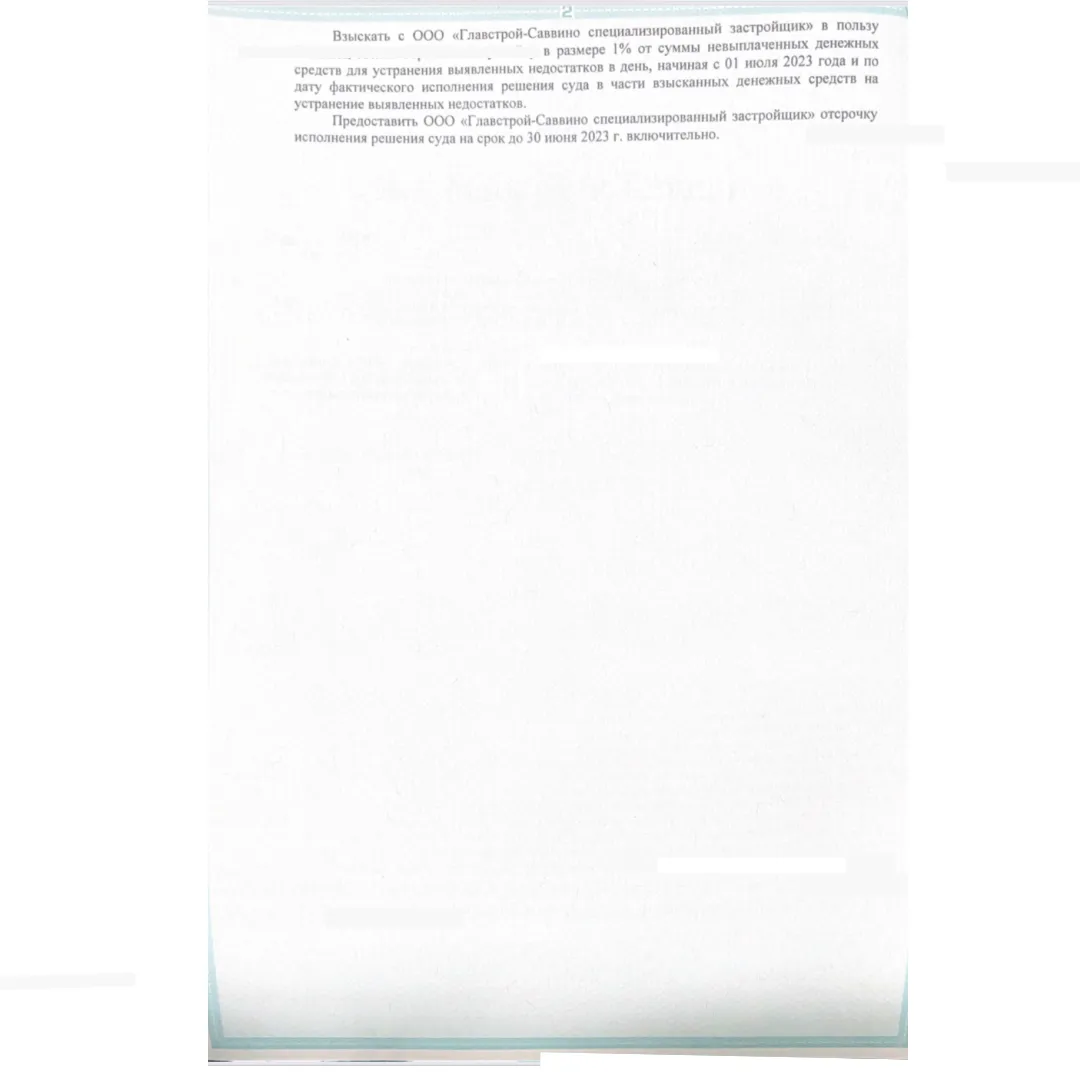 2
Взыскать с ООО «Главстрой-Саввино специализированный застройщик» в пользу
в размере 1% от суммы невыплаченных денежных
средств для устранения выявленных недостатков в день, начиная с 01 июля 2023 года и по
дату фактического исполнения решения суда в части взысканных денежных средств на
устранение выявленных недостатков.
Предоставить ООО «Главстрой-Саввино специализированный застройщик» отсрочку
исполнения решения суда на срок до 30 июня 2023 г. включительно.